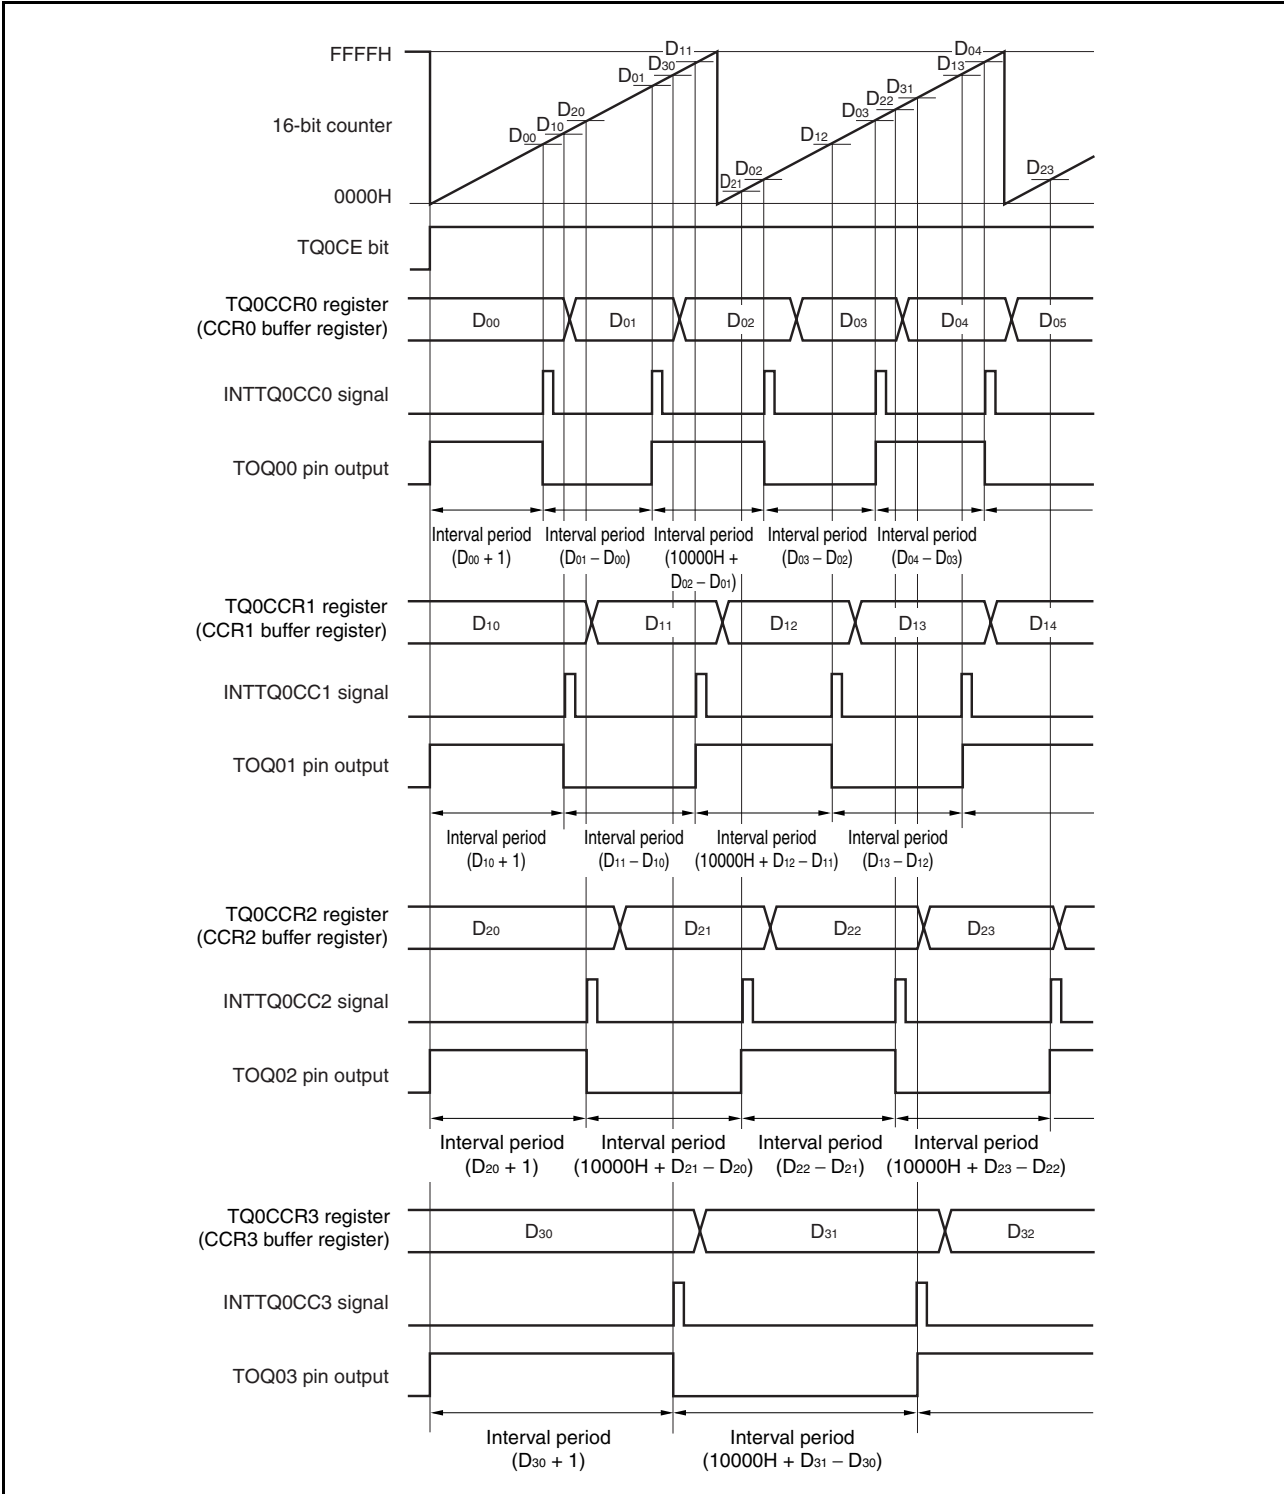 FFFFH
16-bit counter
0000H
D00
D10
D20
D01
D30
D11
D21
D02
D12
D03
D22
D31
D13
D04
D23
TQ0CE bit
TQ0CCR0 register
(CCR0 buffer register)
D00 D01 D02 D03 D04 D05
INTTQ0CC0 signal
TOQ00 pin output
Interval period
(D00 + 1)
Interval period
(D01 – D00)
Interval period
(10000H +
D02 – D01)
Interval period
(D03 – D02)
Interval period
(D04 – D03)
TQ0CCR1 register
(CCR1 buffer register)
D10 D11 D12 D13 D14
INTTQ0CC1 signal
TOQ01 pin output
Interval period
(D10 + 1)
Interval period
(D11 – D10)
Interval period
(10000H + D12 – D11)
Interval period
(D13 – D12)
TQ0CCR2 register
(CCR2 buffer register)
D20 D21 D22 D23
INTTQ0CC2 signal
TOQ02 pin output
Interval period
(D20 + 1)
Interval period
(10000H + D21 – D20)
Interval period
(D22 – D21)
Interval period
(10000H + D23 – D22)
TQ0CCR3 register
(CCR3 buffer register)
D30 D31 D32
INTTQ0CC3 signal
TOQ03 pin output
Interval period
(D30 + 1)
Interval period
(10000H + D31 – D30)